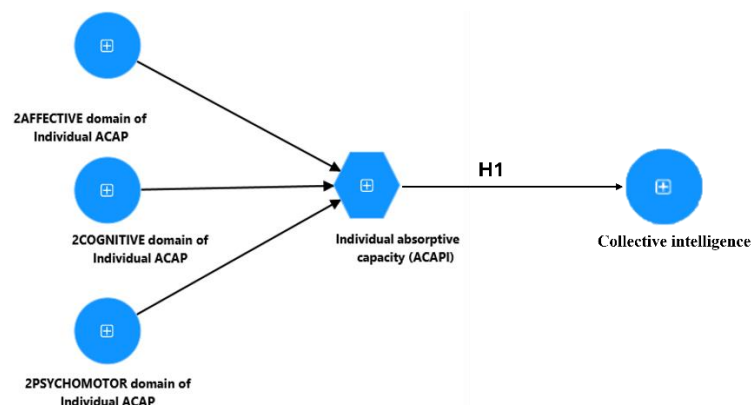 2AFFECTIVE domain of
Individual ACAP
H1
2COGNITIVE domain of
Individual ACAP
Individual absorptive
capacity (ACAPI)
Collective intelligence
2PSYCHOMOTOR domain of
Individual ACAP